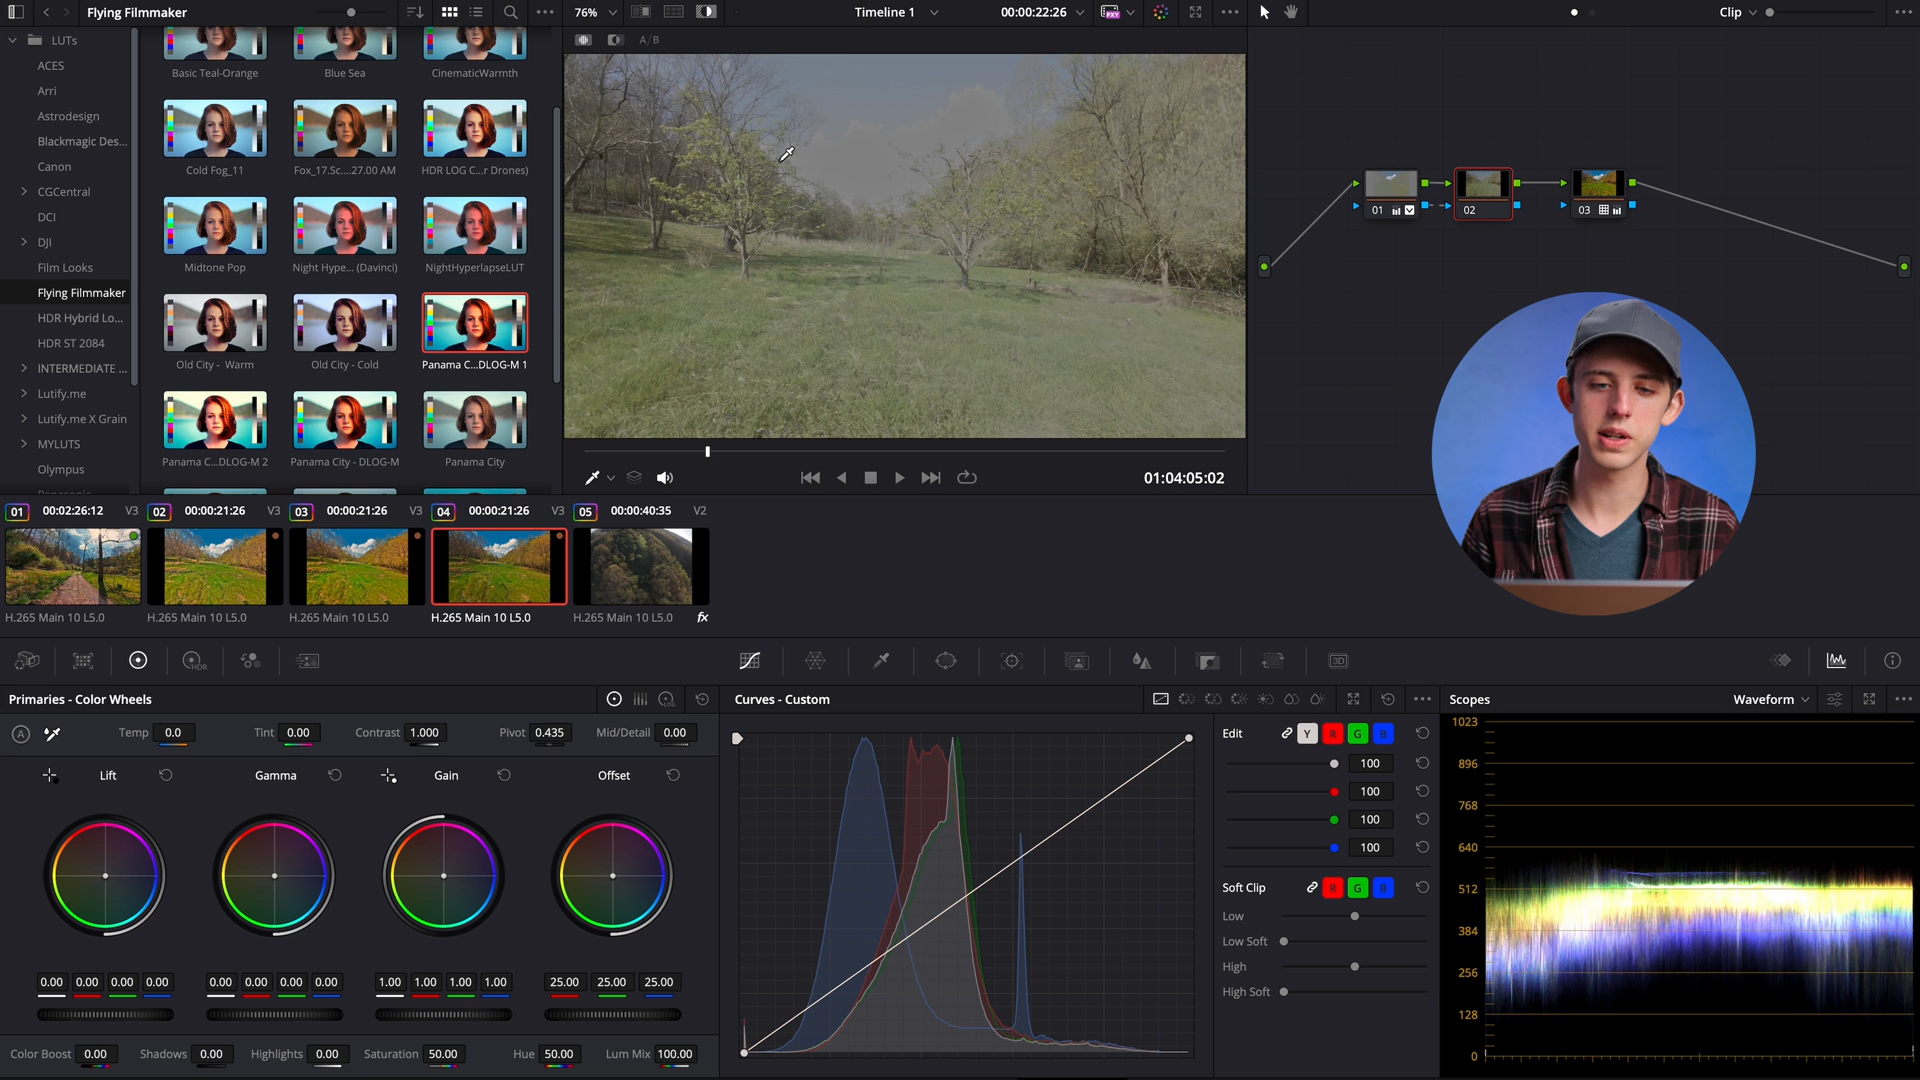 Flying Filmmaker
76%
Timeline 1
00:00:22:26
Clip
A/B
LUTs
ACES
Arri
Astrodesign
Blackmagic Des...
Canon
CGCentral
DCI
DJI
Film Looks
Flying Filmmaker
HDR Hybrid Lo...
HDR ST 2084
INTERMEDIATE ...
Lutify.me
Lutify.me X Grain
MYLUTS
Olympus
Panasonic
Basic Teal-Orange
Blue Sea
CinematicWarmth
Cold Fog_11
Fox_17.Sc....27.00 AM
HDR LOG C...r Drones)
Midtone Pop
Night Hype... (Davinci)
NightHyperlapseLUT
Old City - Warm
Old City - Cold
Panama C...DLOG-M 1
Panama C...DLOG-M 2
Panama City - DLOG-M
Panama City
01:04:05:02
01
02
03
01 00:02:26:12 V3
02 00:00:21:26 V3
03 00:00:21:26 V3
04 00:00:21:26 V3
05 00:00:40:35 V2
H.265 Main 10 L5.0
H.265 Main 10 L5.0
H.265 Main 10 L5.0
H.265 Main 10 L5.0
H.265 Main 10 L5.0 fx
HDR
3D
Primaries - Color Wheels
LOG
A
Temp 0.0
Tint 0.00
Contrast 1.000
Pivot 0.435
Mid/Detail 0.00
Lift
Gamma
Gain
Offset
0.00 0.00 0.00 0.00
0.00 0.00 0.00 0.00
1.00 1.00 1.00 1.00
25.00 25.00 25.00
Color Boost 0.00
Shadows 0.00
Highlights 0.00
Saturation 50.00
Hue 50.00
Lum Mix 100.00
Curves - Custom
Edit Y R G B
100
100
100
100
Soft Clip R G B
Low
Low Soft
High
High Soft
Scopes
Waveform
1023
896
768
640
512
384
256
128
0